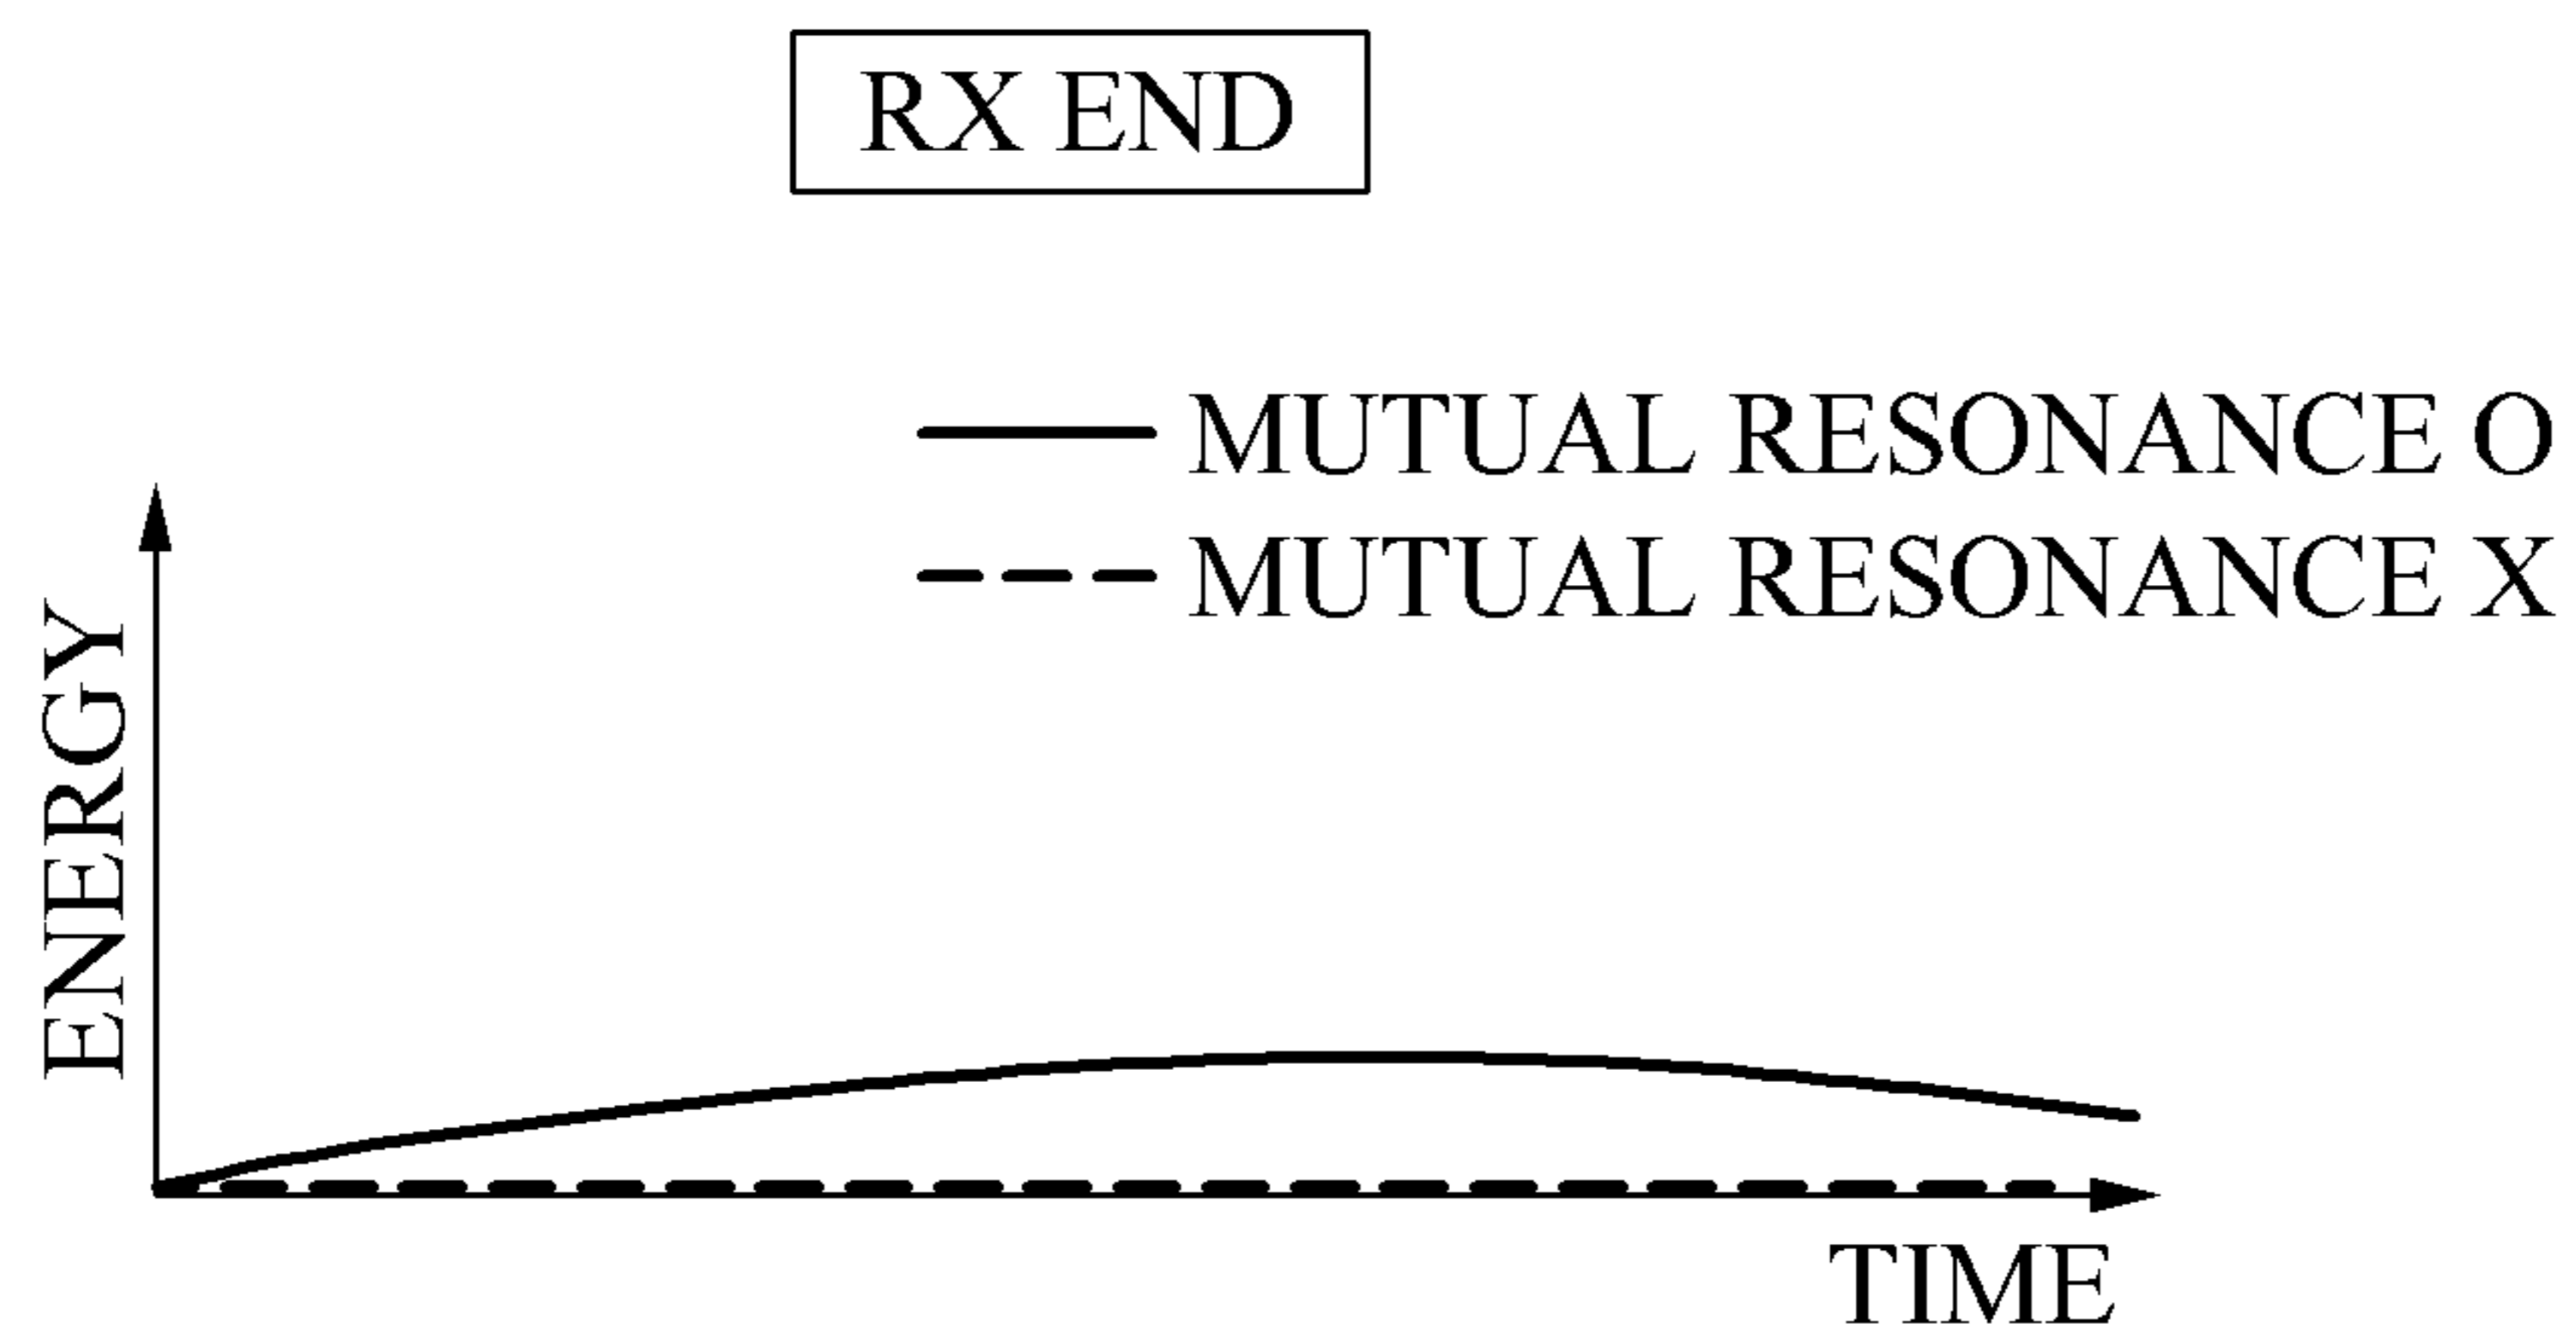 RX END
MUTUAL RESONANCE O
MUTUAL RESONANCE X
ENERGY
TIME